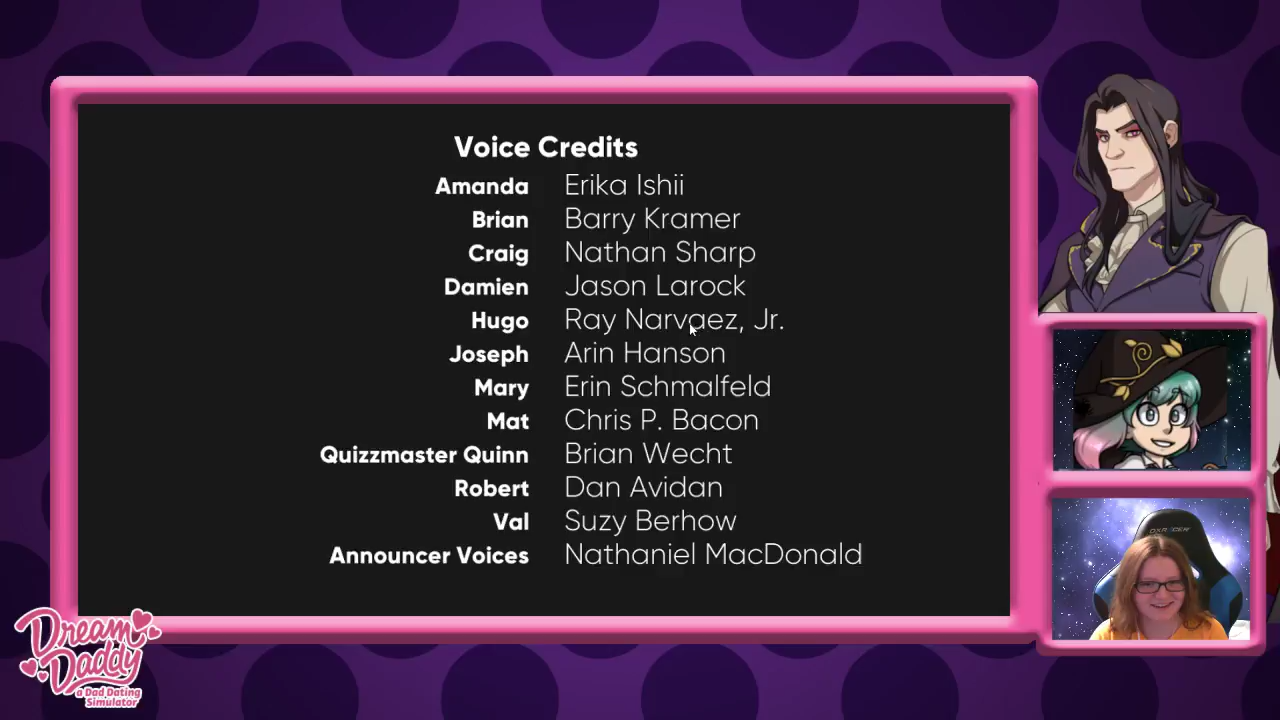 Voice Credits
Amanda Erika Ishii
Brian Barry Kramer
Craig Nathan Sharp
Damien Jason Larock
Hugo Ray Narvaez, Jr.
Joseph Arin Hanson
Mary Erin Schmalfeld
Mat Chris P. Bacon
Quizzmaster Quinn Brian Wecht
Robert Dan Avidan
Val Suzy Berhow
Announcer Voices Nathaniel MacDonald
DXRACER
Dream
Daddy
a Dad Dating
Simulator